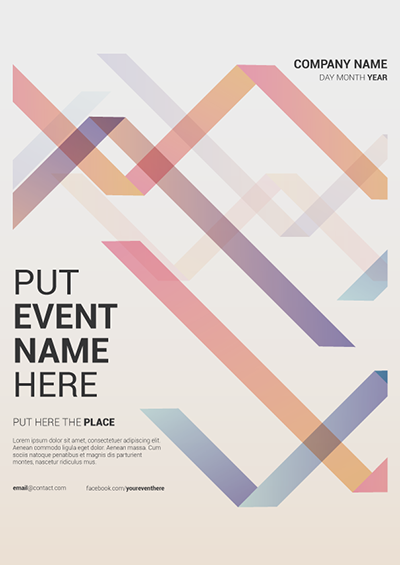 COMPANY NAME
DAY MONTH YEAR
PUT
EVENT
NAME
HERE
PUT HERE THE PLACE
Lorem ipsum dolor sit amet, consectetuer adipiscing elit.
Aenean commodo ligula eget dolor. Aenean massa. Cum
sociis natoque penatibus et magnis dis parturient
montes, nascetur ridiculus mus.
email@contact.com facebook.com/youreventhere